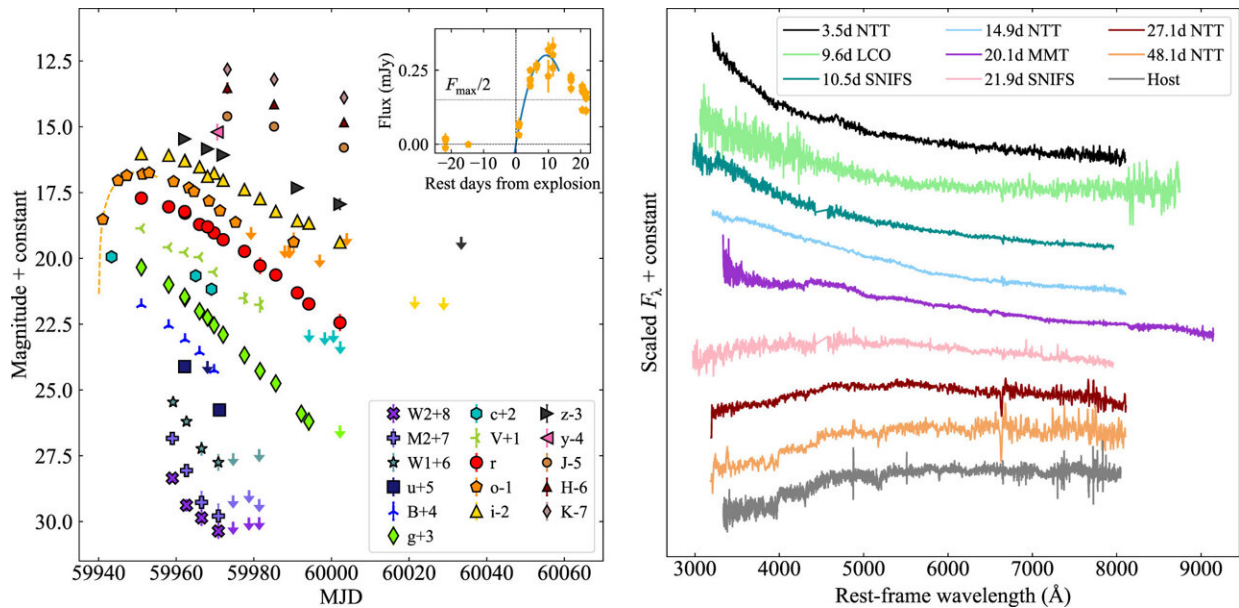 12.5
15.0
17.5
20.0
22.5
25.0
27.5
30.0
Magnitude + constant
59940 59960 59980 60000 60020 60040 60060
MJD
0.25
0.00
Flux (mJy)
F_max/2
−20 −10 0 10 20
Rest days from explosion
W2+8
M2+7
W1+6
u+5
B+4
g+3
c+2
V+1
r
o-1
i-2
z-3
y-4
J-5
H-6
K-7
3.5d NTT
9.6d LCO
10.5d SNIFS
14.9d NTT
20.1d MMT
21.9d SNIFS
27.1d NTT
48.1d NTT
Host
Scaled F_λ + constant
3000 4000 5000 6000 7000 8000 9000
Rest-frame wavelength (Å)